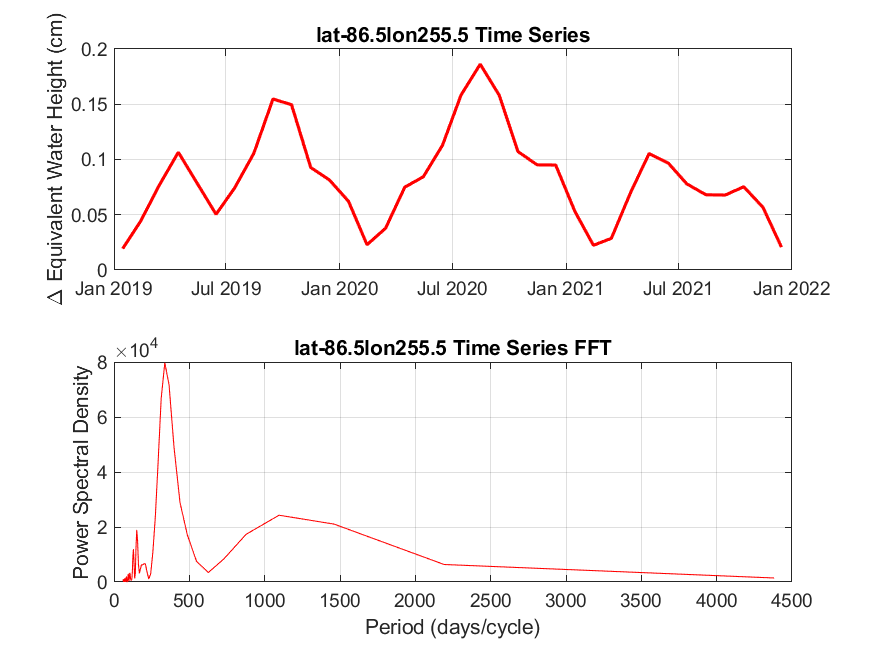 lat-86.5lon255.5 Time Series
Δ Equivalent Water Height (cm)
0.2
0.15
0.1
0.05
0
Jan 2019 Jul 2019 Jan 2020 Jul 2020 Jan 2021 Jul 2021 Jan 2022
lat-86.5lon255.5 Time Series FFT
×10⁴
Power Spectral Density
8
6
4
2
0
0 500 1000 1500 2000 2500 3000 3500 4000 4500
Period (days/cycle)